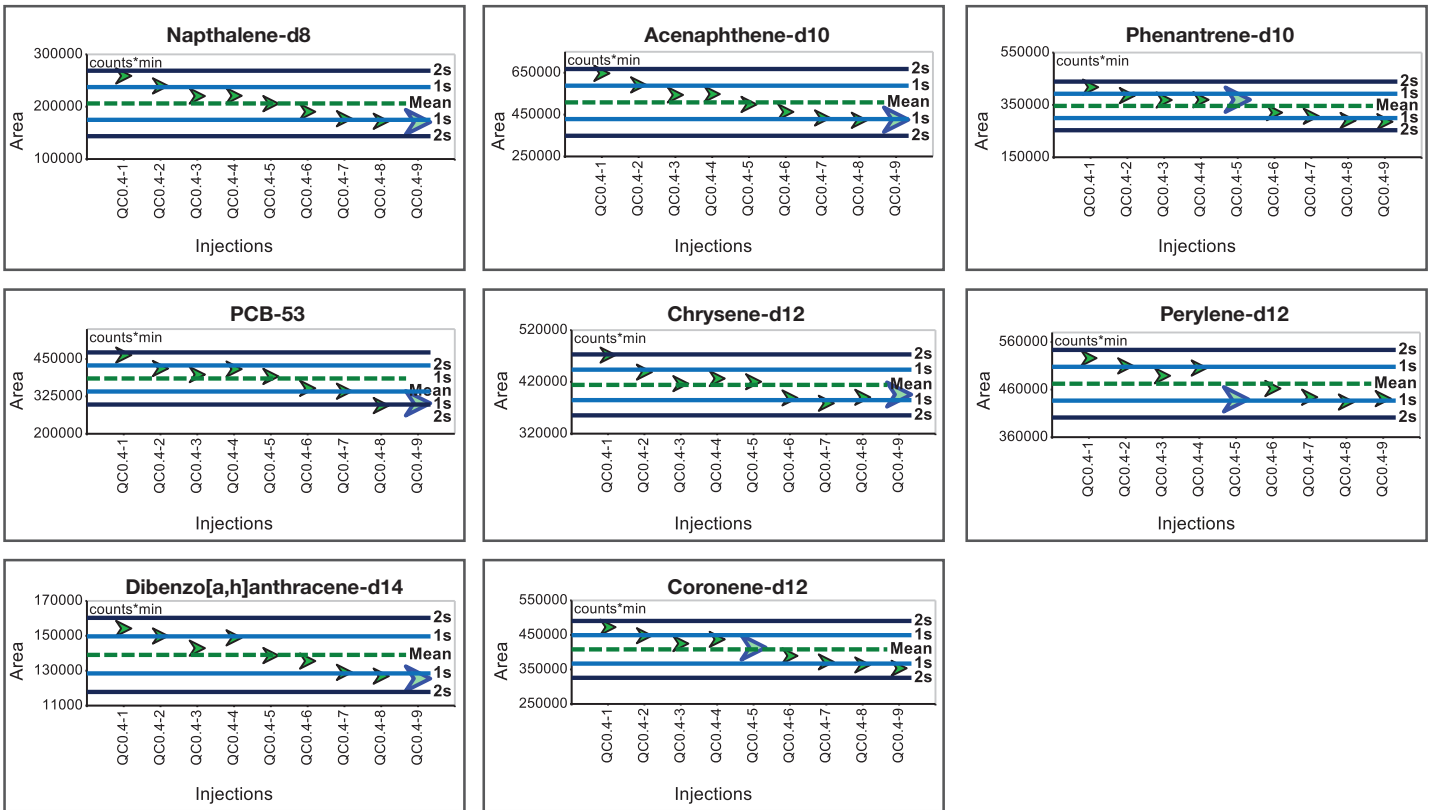 Napthalene-d8
300000
counts*min
2s
1s
200000
Mean
1s
2s
100000
Area
QC0.4-1
QC0.4-2
QC0.4-3
QC0.4-4
QC0.4-5
QC0.4-6
QC0.4-7
QC0.4-8
QC0.4-9
Injections
Acenaphthene-d10
counts*min
650000
2s
1s
Mean
450000
1s
2s
250000
Area
QC0.4-1
QC0.4-2
QC0.4-3
QC0.4-4
QC0.4-5
QC0.4-6
QC0.4-7
QC0.4-8
QC0.4-9
Injections
Phenantrene-d10
550000
counts*min
2s
1s
350000
Mean
1s
2s
150000
Area
QC0.4-1
QC0.4-2
QC0.4-3
QC0.4-4
QC0.4-5
QC0.4-6
QC0.4-7
QC0.4-8
QC0.4-9
Injections
PCB-53
counts*min
450000
2s
1s
325000
Mean
1s
2s
200000
Area
QC0.4-1
QC0.4-2
QC0.4-3
QC0.4-4
QC0.4-5
QC0.4-6
QC0.4-7
QC0.4-8
QC0.4-9
Injections
Chrysene-d12
520000
counts*min
2s
1s
420000
Mean
1s
2s
320000
Area
QC0.4-1
QC0.4-2
QC0.4-3
QC0.4-4
QC0.4-5
QC0.4-6
QC0.4-7
QC0.4-8
QC0.4-9
Injections
Perylene-d12
560000
counts*min
2s
1s
460000
Mean
1s
2s
360000
Area
QC0.4-1
QC0.4-2
QC0.4-3
QC0.4-4
QC0.4-5
QC0.4-6
QC0.4-7
QC0.4-8
QC0.4-9
Injections
Dibenzo[a,h]anthracene-d14
170000
counts*min
2s
150000
1s
Mean
130000
1s
2s
11000
Area
QC0.4-1
QC0.4-2
QC0.4-3
QC0.4-4
QC0.4-5
QC0.4-6
QC0.4-7
QC0.4-8
QC0.4-9
Injections
Coronene-d12
550000
counts*min
2s
450000
1s
Mean
350000
1s
2s
250000
Area
QC0.4-1
QC0.4-2
QC0.4-3
QC0.4-4
QC0.4-5
QC0.4-6
QC0.4-7
QC0.4-8
QC0.4-9
Injections